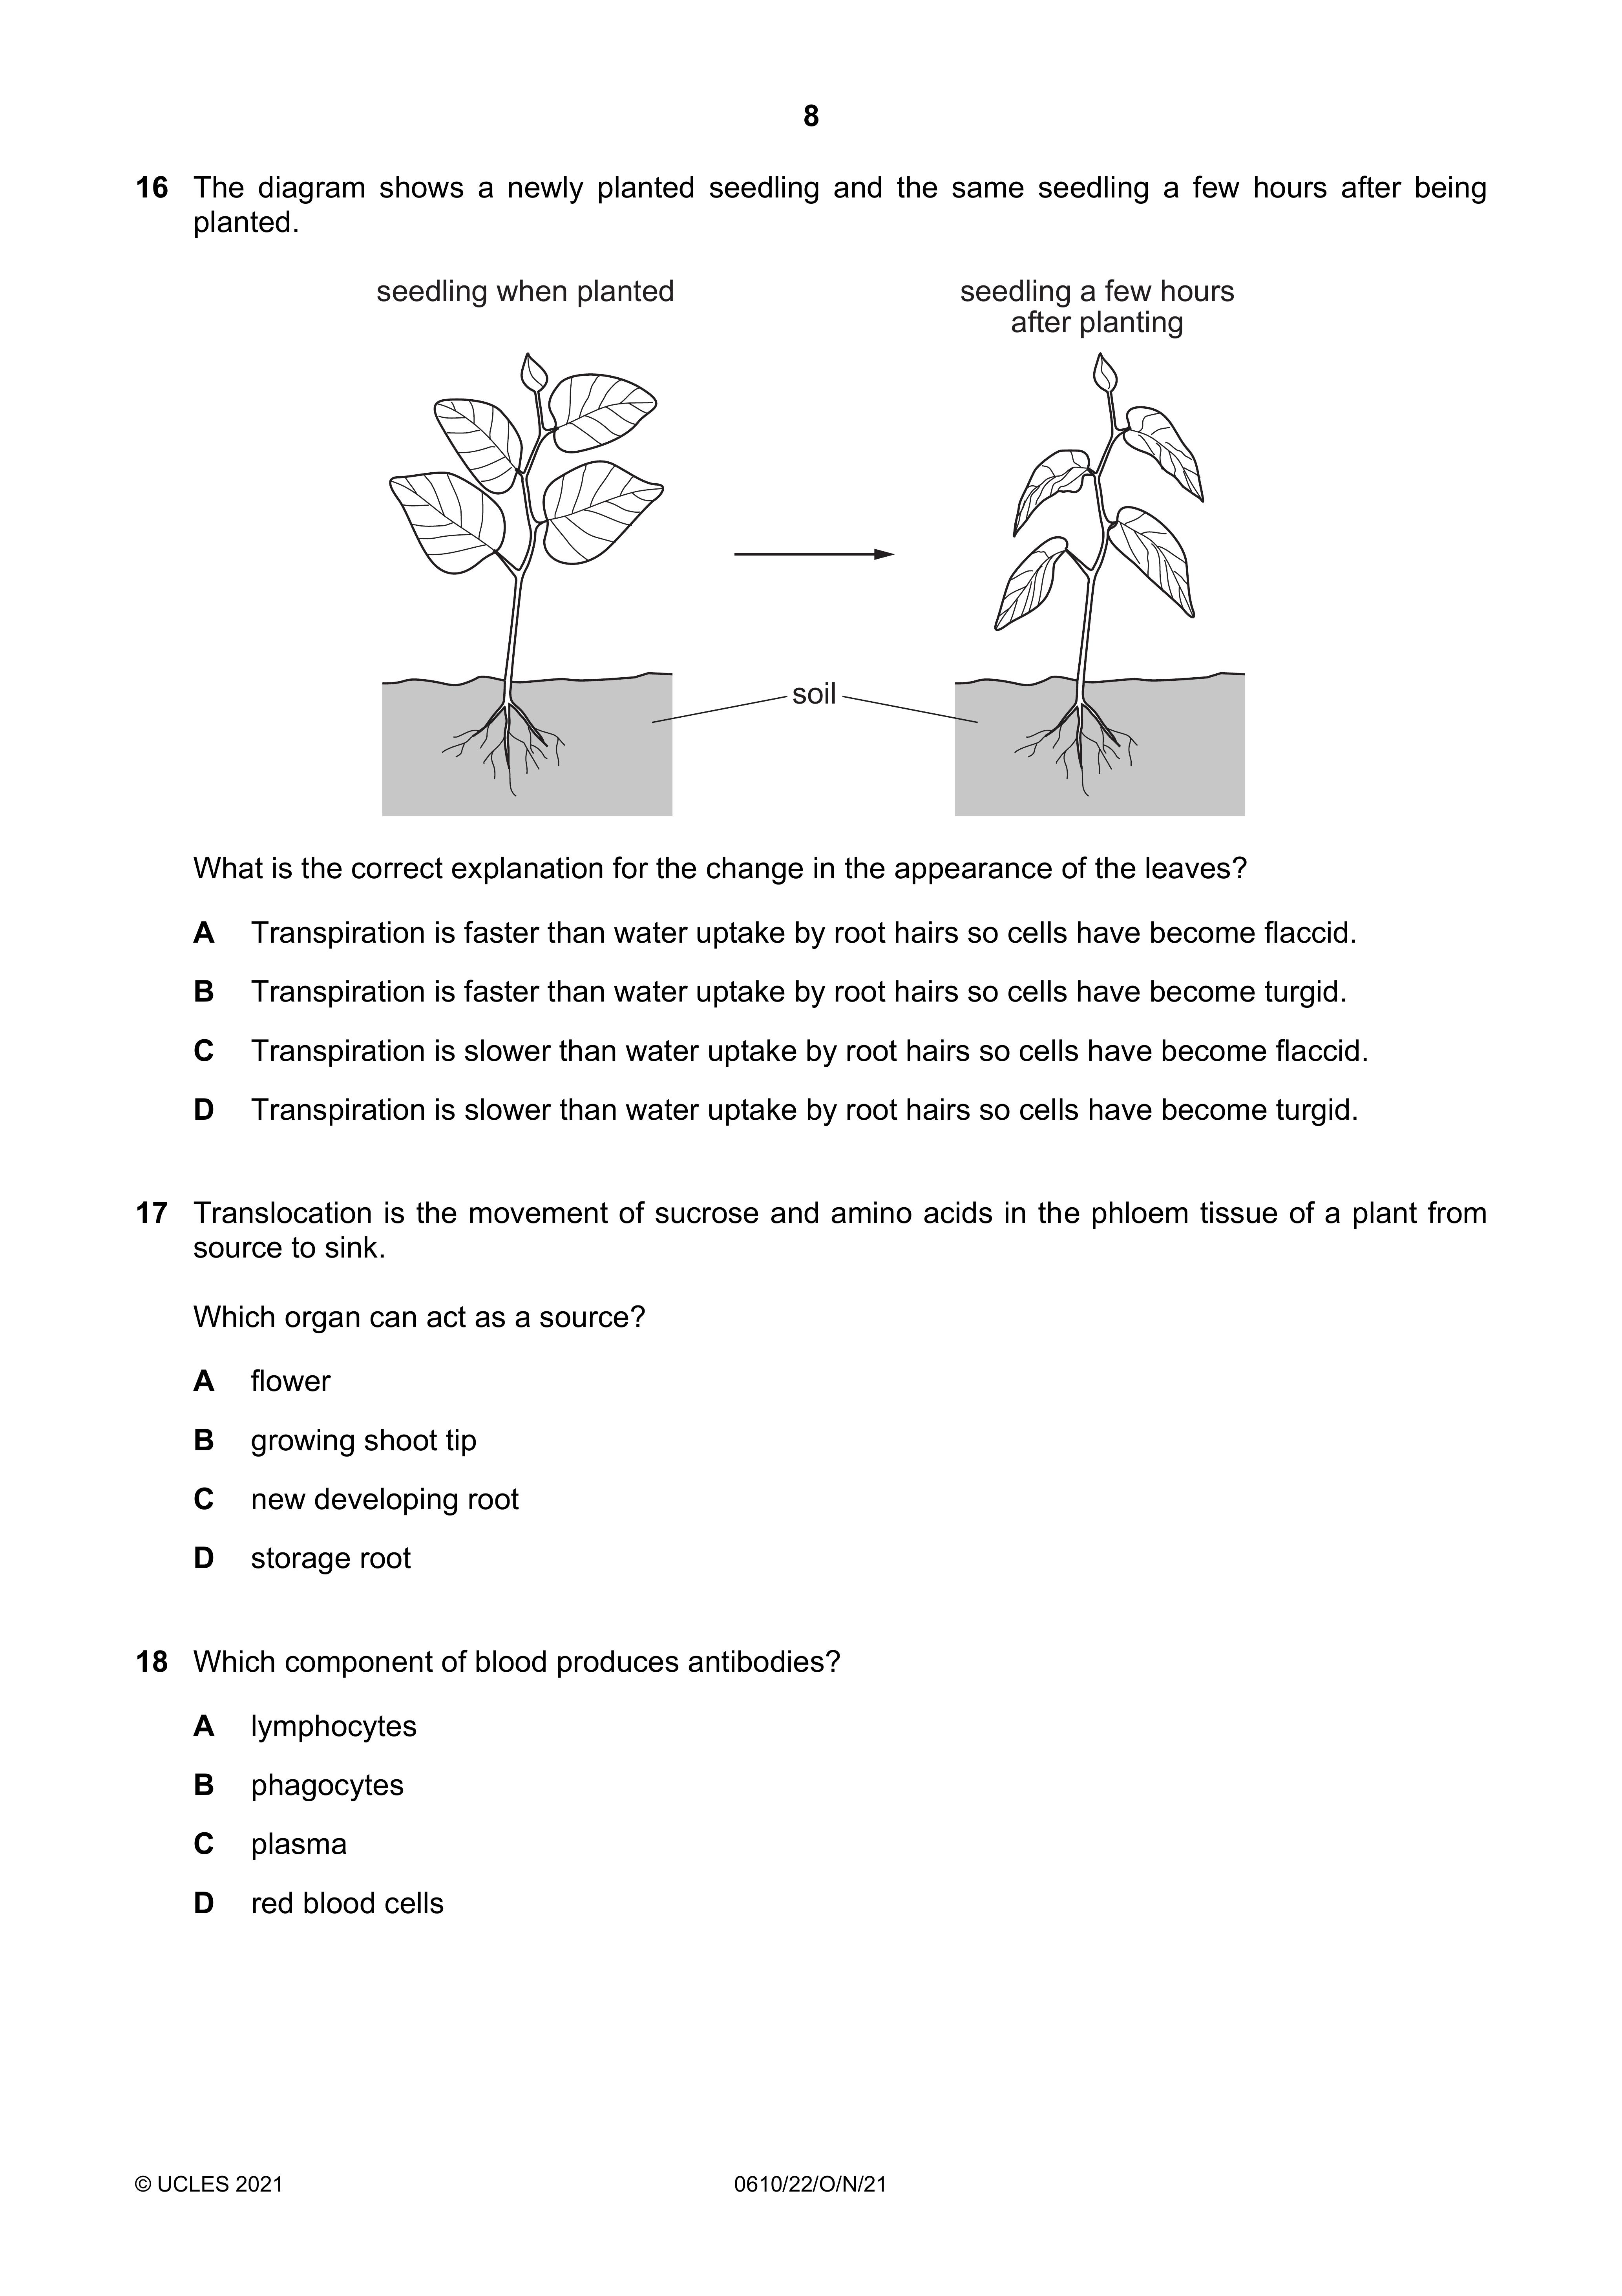 8
16 The diagram shows a newly planted seedling and the same seedling a few hours after being
planted.
seedling when planted
seedling a few hours
after planting
soil
What is the correct explanation for the change in the appearance of the leaves?
A Transpiration is faster than water uptake by root hairs so cells have become flaccid.
B Transpiration is faster than water uptake by root hairs so cells have become turgid.
C Transpiration is slower than water uptake by root hairs so cells have become flaccid.
D Transpiration is slower than water uptake by root hairs so cells have become turgid.
17 Translocation is the movement of sucrose and amino acids in the phloem tissue of a plant from
source to sink.
Which organ can act as a source?
A flower
B growing shoot tip
C new developing root
D storage root
18 Which component of blood produces antibodies?
A lymphocytes
B phagocytes
C plasma
D red blood cells
© UCLES 2021 0610/22/O/N/21